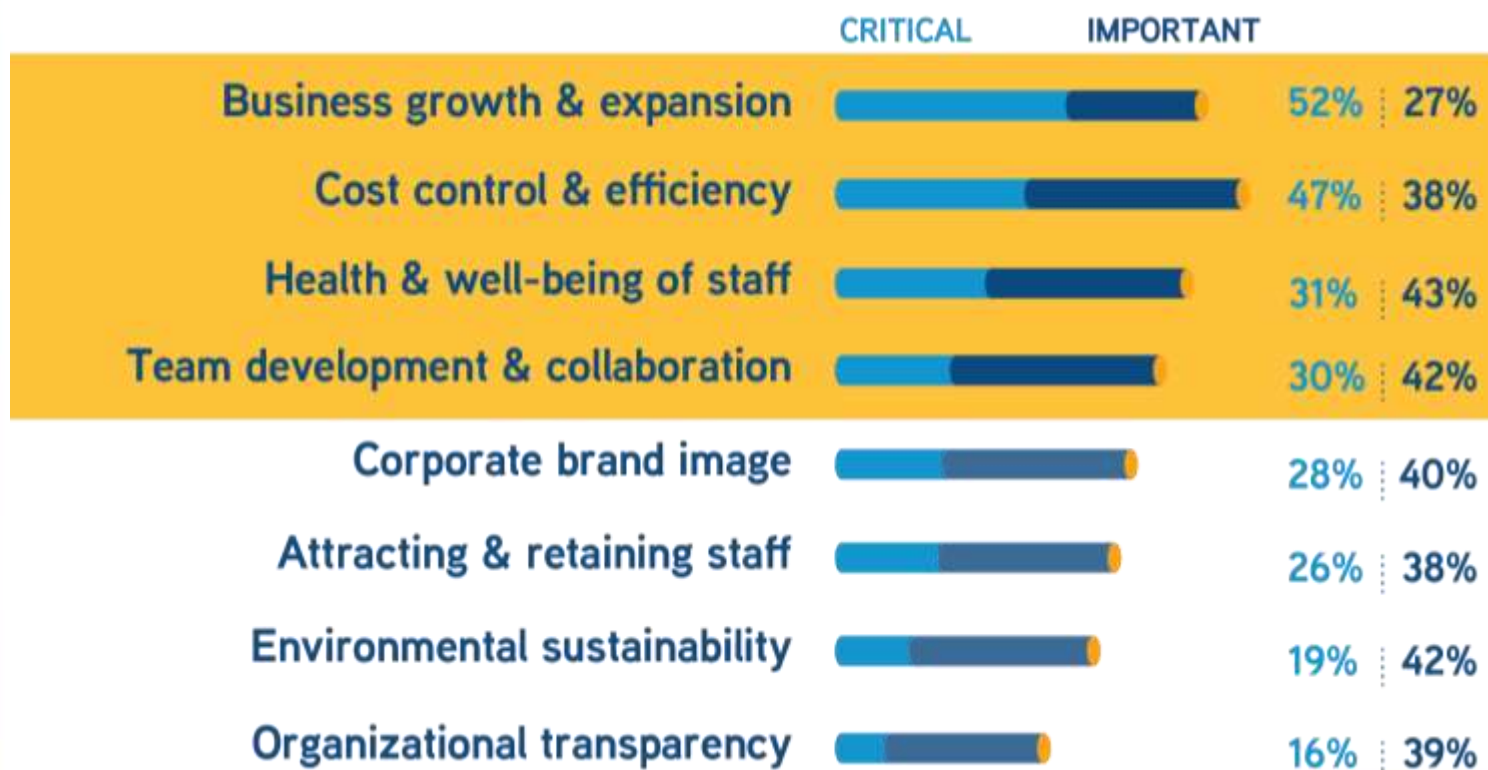 CRITICAL IMPORTANT
Business growth & expansion 52% 27%
Cost control & efficiency 47% 38%
Health & well-being of staff 31% 43%
Team development & collaboration 30% 42%
Corporate brand image 28% 40%
Attracting & retaining staff 26% 38%
Environmental sustainability 19% 42%
Organizational transparency 16% 39%